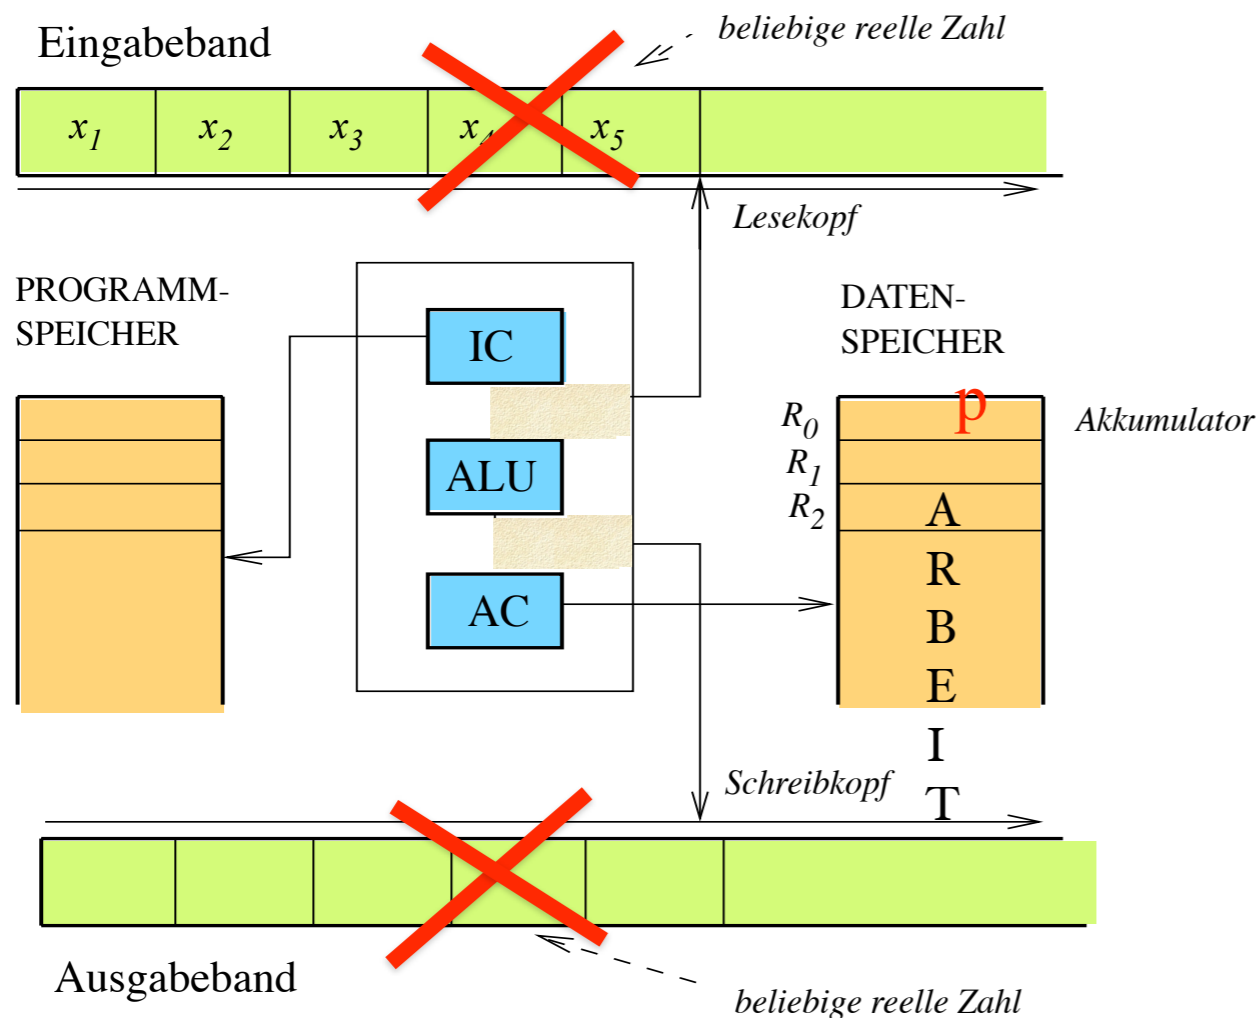 beliebige reelle Zahl
Eingabeband
x1 x2 x3 x4 x5
Lesekopf
PROGRAMM-
SPEICHER
DATEN-
SPEICHER
IC
p
R0
Akkumulator
R1
ALU
R2
A
R
B
E
I
T
AC
Schreibkopf
Ausgabeband
beliebige reelle Zahl